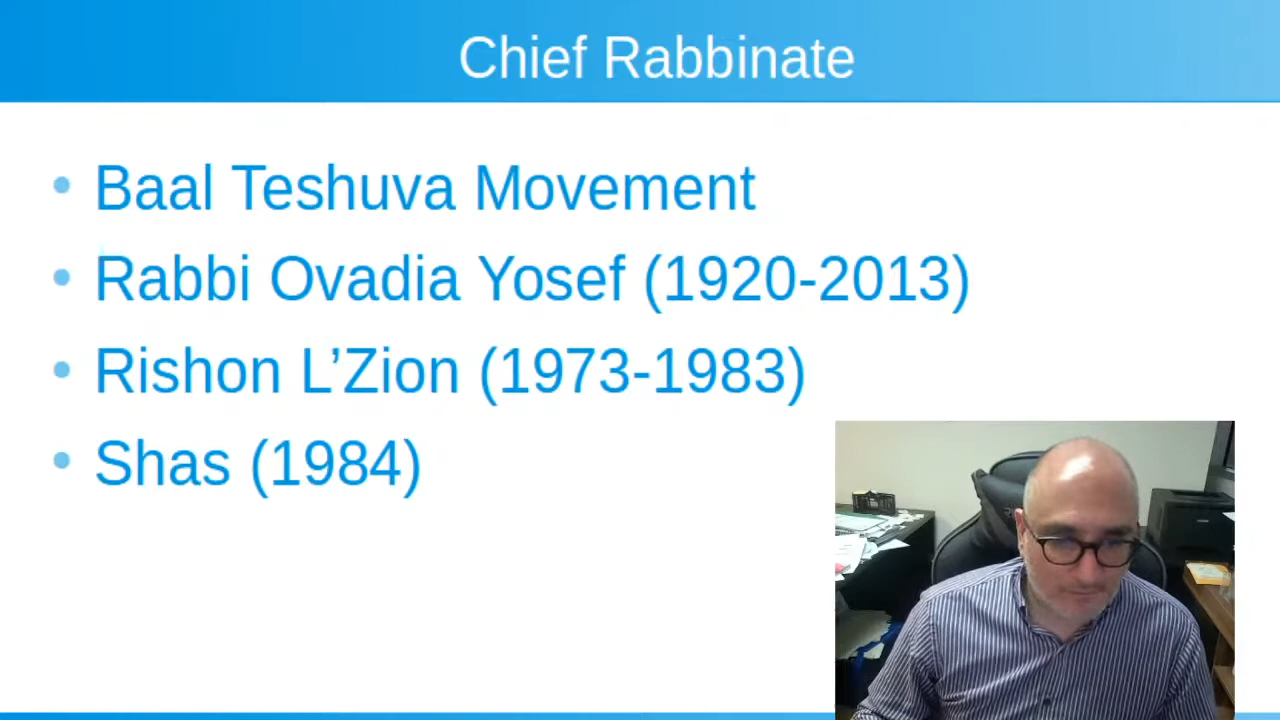 Chief Rabbinate
• Baal Teshuva Movement
• Rabbi Ovadia Yosef (1920-2013)
• Rishon L’Zion (1973-1983)
• Shas (1984)